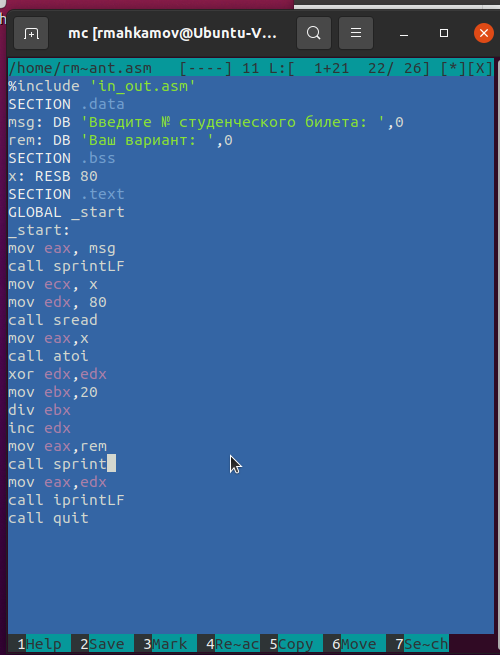 mc [rmahkamov@Ubuntu-V...
/home/rm~ant.asm [----] 11 L:[ 1+21 22/ 26] [*][X]
%include 'in_out.asm'
SECTION .data
msg: DB 'Введите № студенческого билета: ',0
rem: DB 'Ваш вариант: ',0
SECTION .bss
x: RESB 80
SECTION .text
GLOBAL _start
_start:
mov eax, msg
call sprintLF
mov ecx, x
mov edx, 80
call sread
mov eax,x
call atoi
xor edx,edx
mov ebx,20
div ebx
inc edx
mov eax,rem
call sprint
mov eax,edx
call iprintLF
call quit
1Help 2Save 3Mark 4Re~ac 5Copy 6Move 7Se~ch